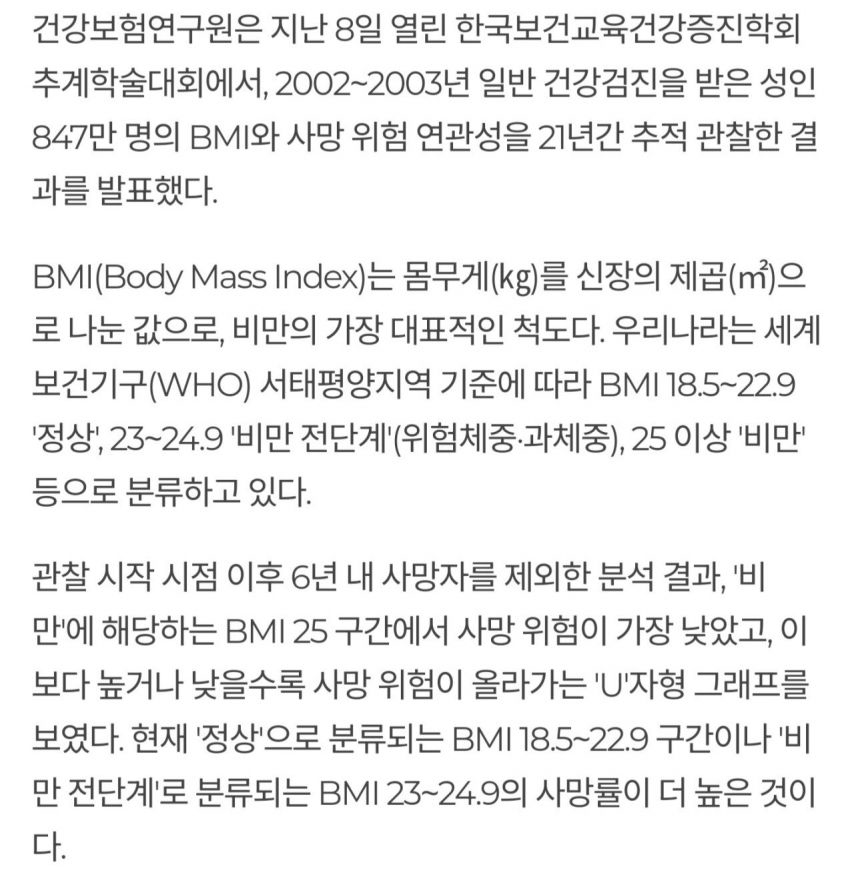 건강보험연구원은 지난 8일 열린 한국보건교육건강증진학회
추계학술대회에서, 2002~2003년 일반 건강검진을 받은 성인
847만 명의 BMI와 사망 위험 연관성을 21년간 추적 관찰한 결
과를 발표했다.
BMI(Body Mass Index)는 몸무게(㎏)를 신장의 제곱(㎡)으
로 나눈 값으로, 비만의 가장 대표적인 척도다. 우리나라는 세계
보건기구(WHO) 서태평양지역 기준에 따라 BMI 18.5~22.9
'정상', 23~24.9 '비만 전단계'(위험체중·과체중), 25 이상 '비만'
등으로 분류하고 있다.
관찰 시작 시점 이후 6년 내 사망자를 제외한 분석 결과, '비
만'에 해당하는 BMI 25 구간에서 사망 위험이 가장 낮았고, 이
보다 높거나 낮을수록 사망 위험이 올라가는 'U'자형 그래프를
보였다. 현재 '정상'으로 분류되는 BMI 18.5~22.9 구간이나 '비
만 전단계'로 분류되는 BMI 23~24.9의 사망률이 더 높은 것이
다.